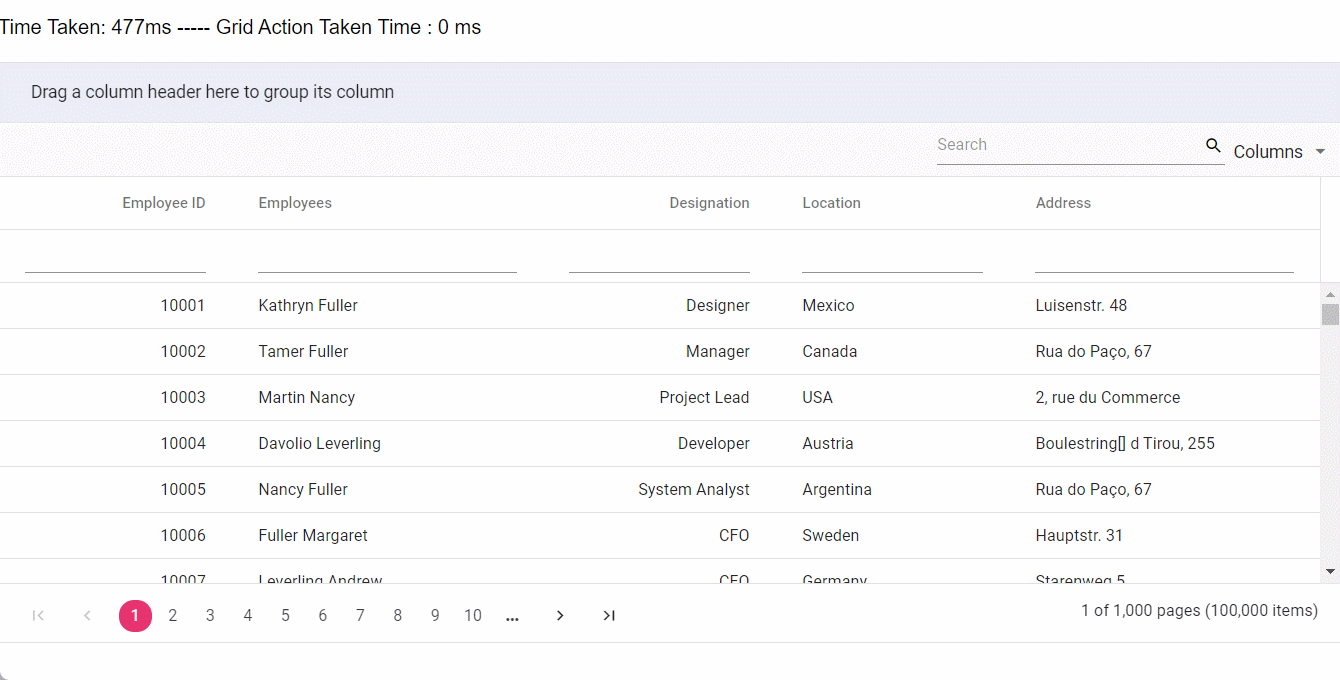 Time Taken: 477ms ----- Grid Action Taken Time : 0 ms
Drag a column header here to group its column
Search Columns
Employee ID Employees Designation Location Address
10001 Kathryn Fuller Designer Mexico Luisenstr. 48
10002 Tamer Fuller Manager Canada Rua do Paço, 67
10003 Martin Nancy Project Lead USA 2, rue du Commerce
10004 Davolio Leverling Developer Austria Boulestring[] d Tirou, 255
10005 Nancy Fuller System Analyst Argentina Rua do Paço, 67
10006 Fuller Margaret CFO Sweden Hauptstr. 31
10007 Leverling Andrew CFO Germany Starenweg 5
1 2 3 4 5 6 7 8 9 10 ... 1 of 1,000 pages (100,000 items)